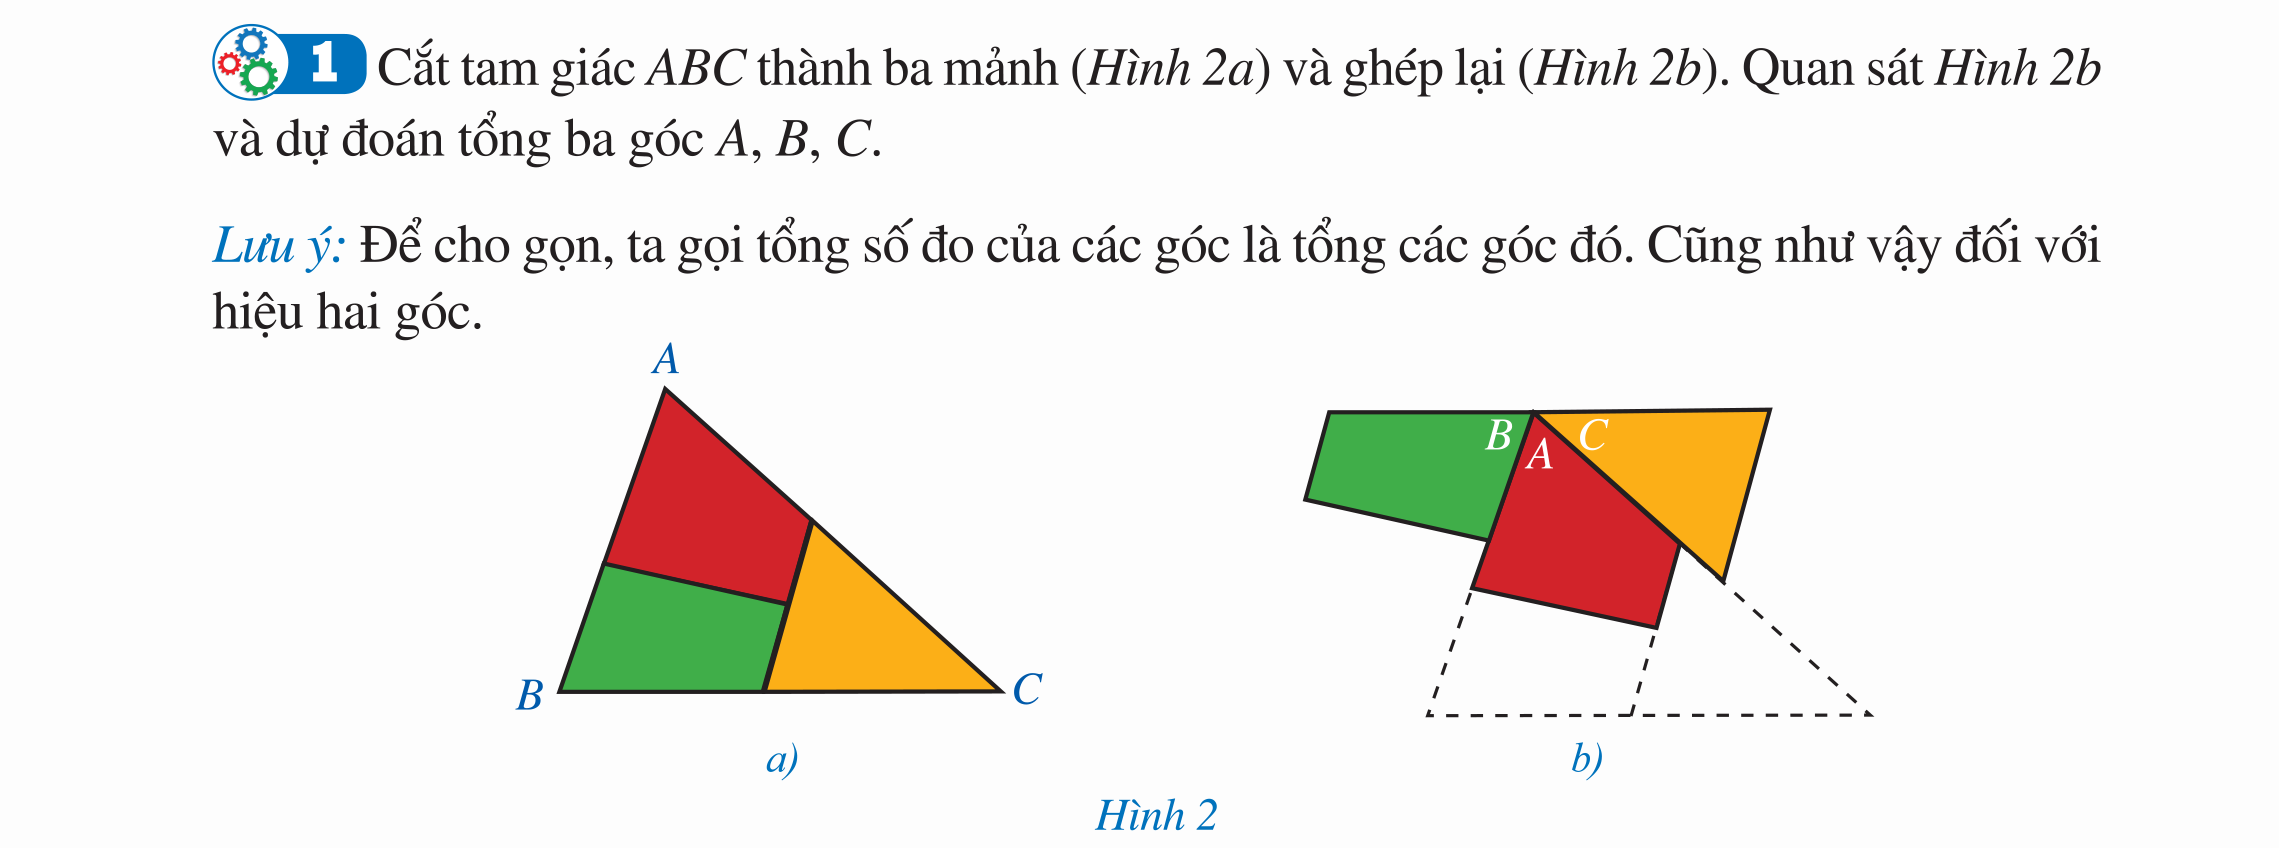 1 Cắt tam giác ABC thành ba mảnh (Hình 2a) và ghép lại (Hình 2b). Quan sát Hình 2b
và dự đoán tổng ba góc A, B, C.
Lưu ý: Để cho gọn, ta gọi tổng số đo của các góc là tổng các góc đó. Cũng như vậy đối với
hiệu hai góc.
A
B
C
a)
B
A
C
b)
Hình 2